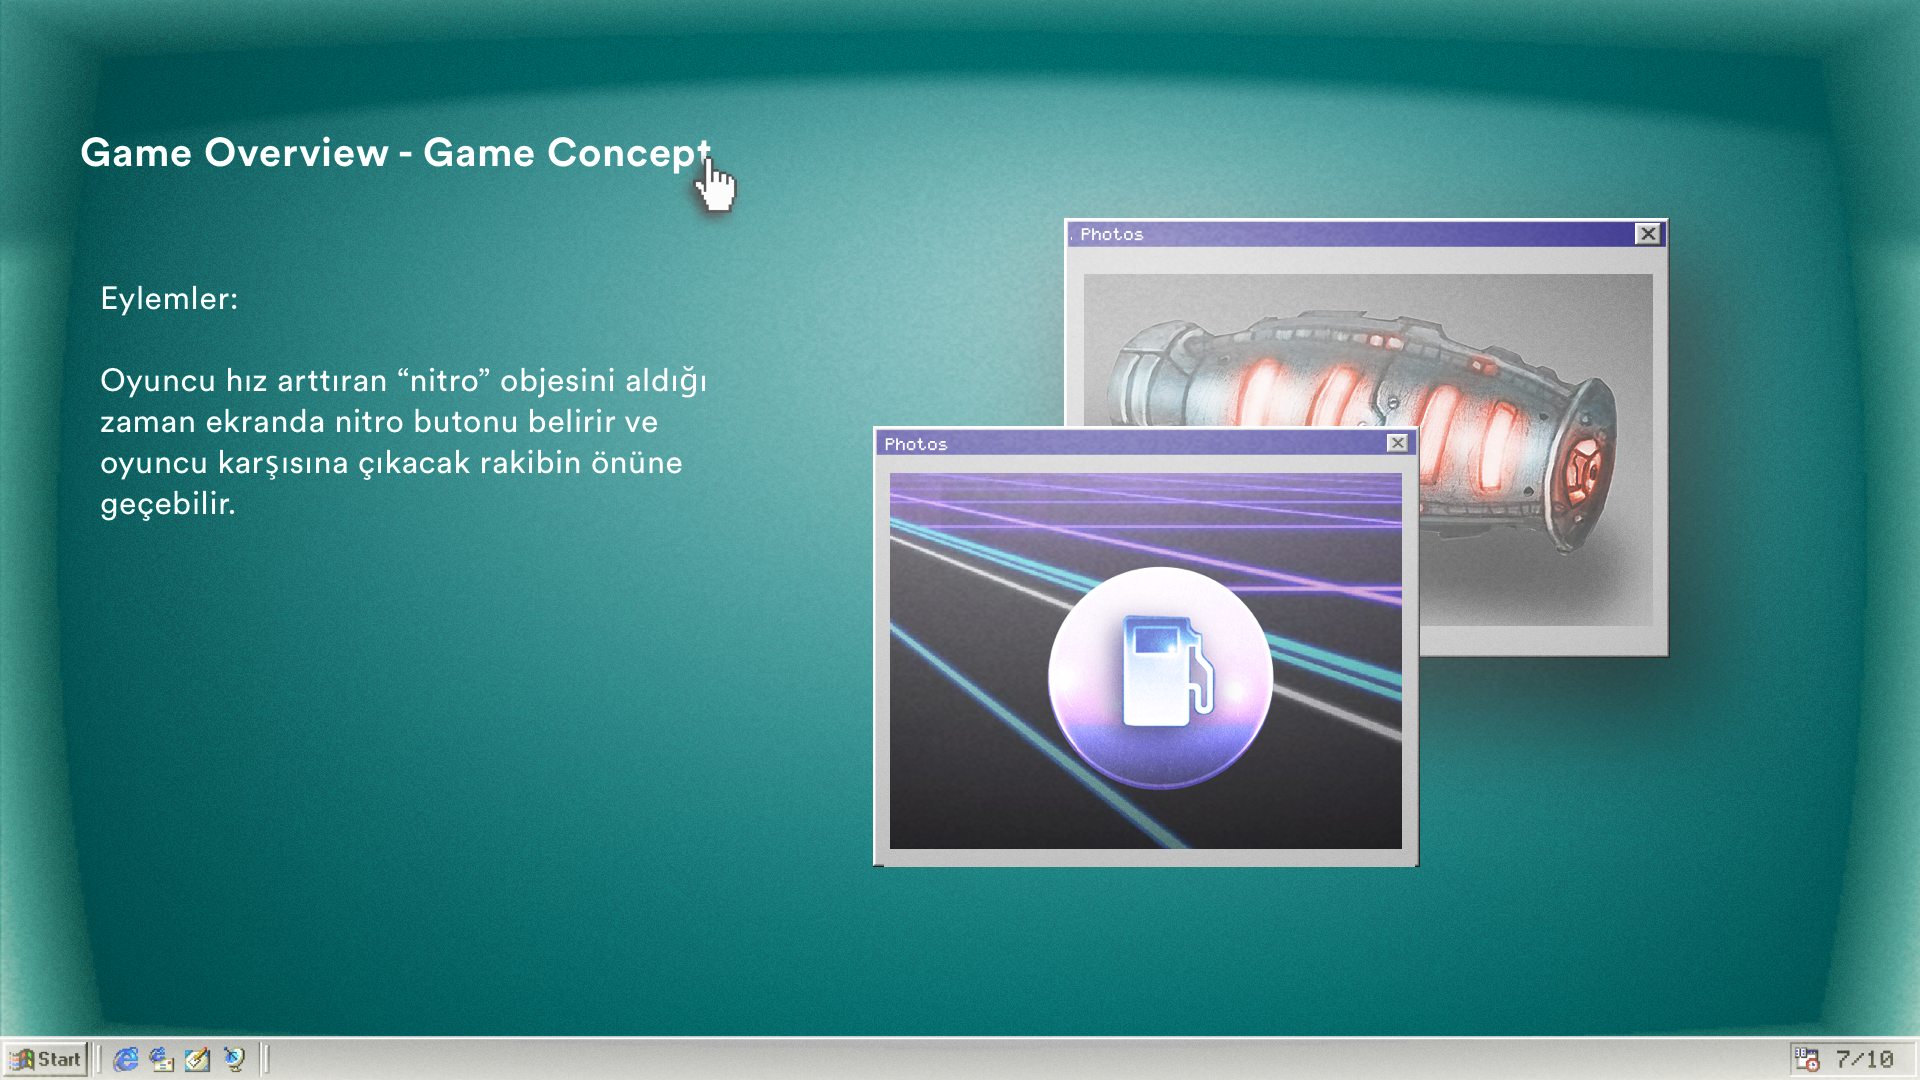 Game Overview - Game Concept
Eylemler:
Oyuncu hız arttıran “nitro” objesini aldığı
zaman ekranda nitro butonu belirir ve
oyuncu karşısına çıkacak rakibin önüne
geçebilir.
. Photos
Photos
Start
7/10